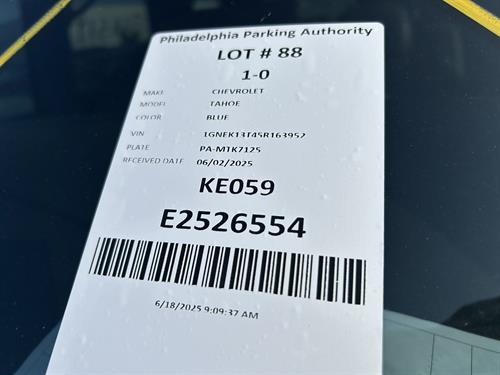 Philadelphia Parking Authority
LOT # 88
1-0
MAKE CHEVROLET
MODEL TAHOE
COLOR BLUE
VIN 1GNEK13T45R163952
PLATE PA-M1K7125
RECEIVED DATE 06/02/2025
KE059
E2526554
6/18/2025 9:09:37 AM